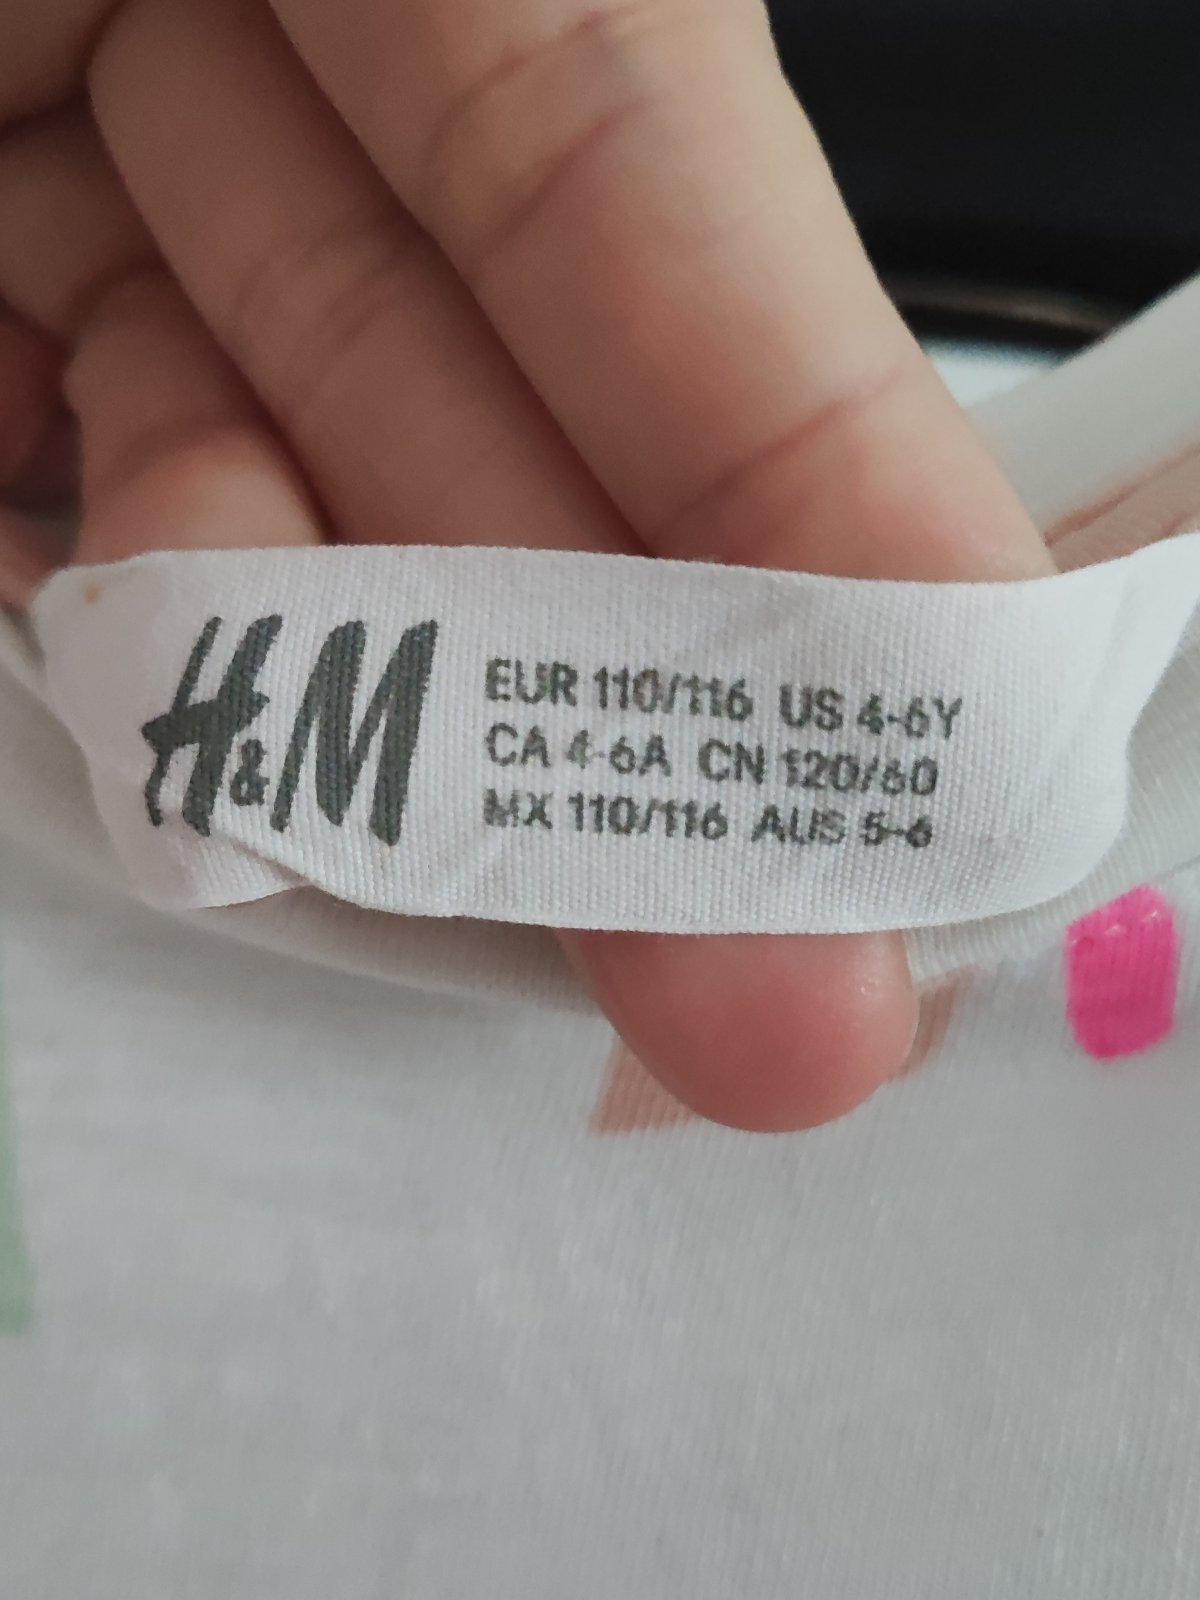 H&M
EUR 110/116 US 4-6Y
CA 4-6A CN 120/60
MX 110/116 AUS 5-6